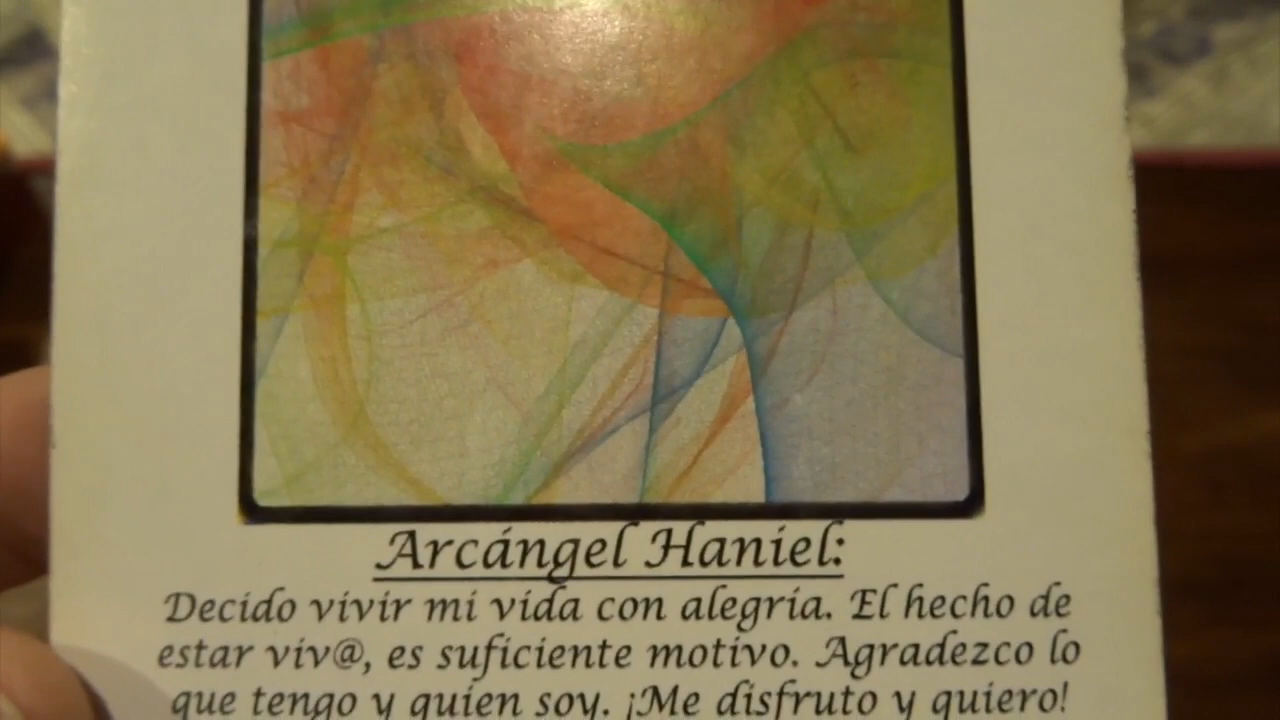 Arcángel Haniel:
Decido vivir mi vida con alegría. El hecho de
estar viv@, es suficiente motivo. Agradezco lo
que tengo y quien soy. ¡Me disfruto y quiero!